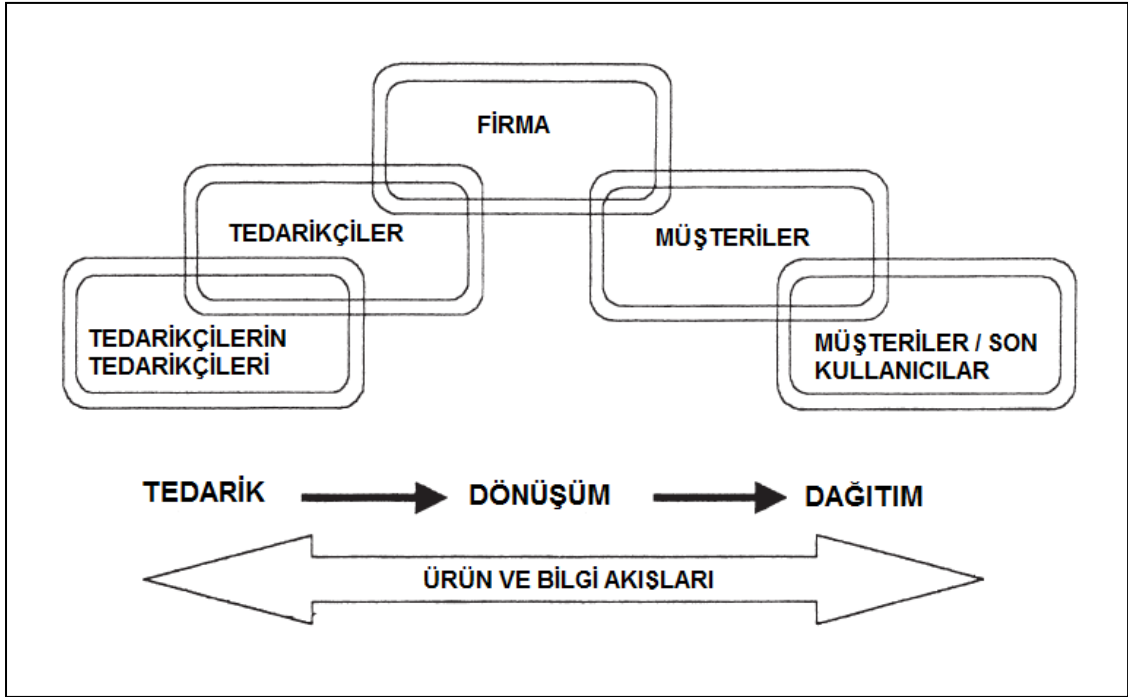 FİRMA
TEDARİKÇİLER
MÜŞTERİLER
TEDARİKÇİLERİN
TEDARİKÇİLERİ
MÜŞTERİLER / SON
KULLANICILAR
TEDARİK DÖNÜŞÜM DAĞITIM
ÜRÜN VE BİLGİ AKIŞLARI